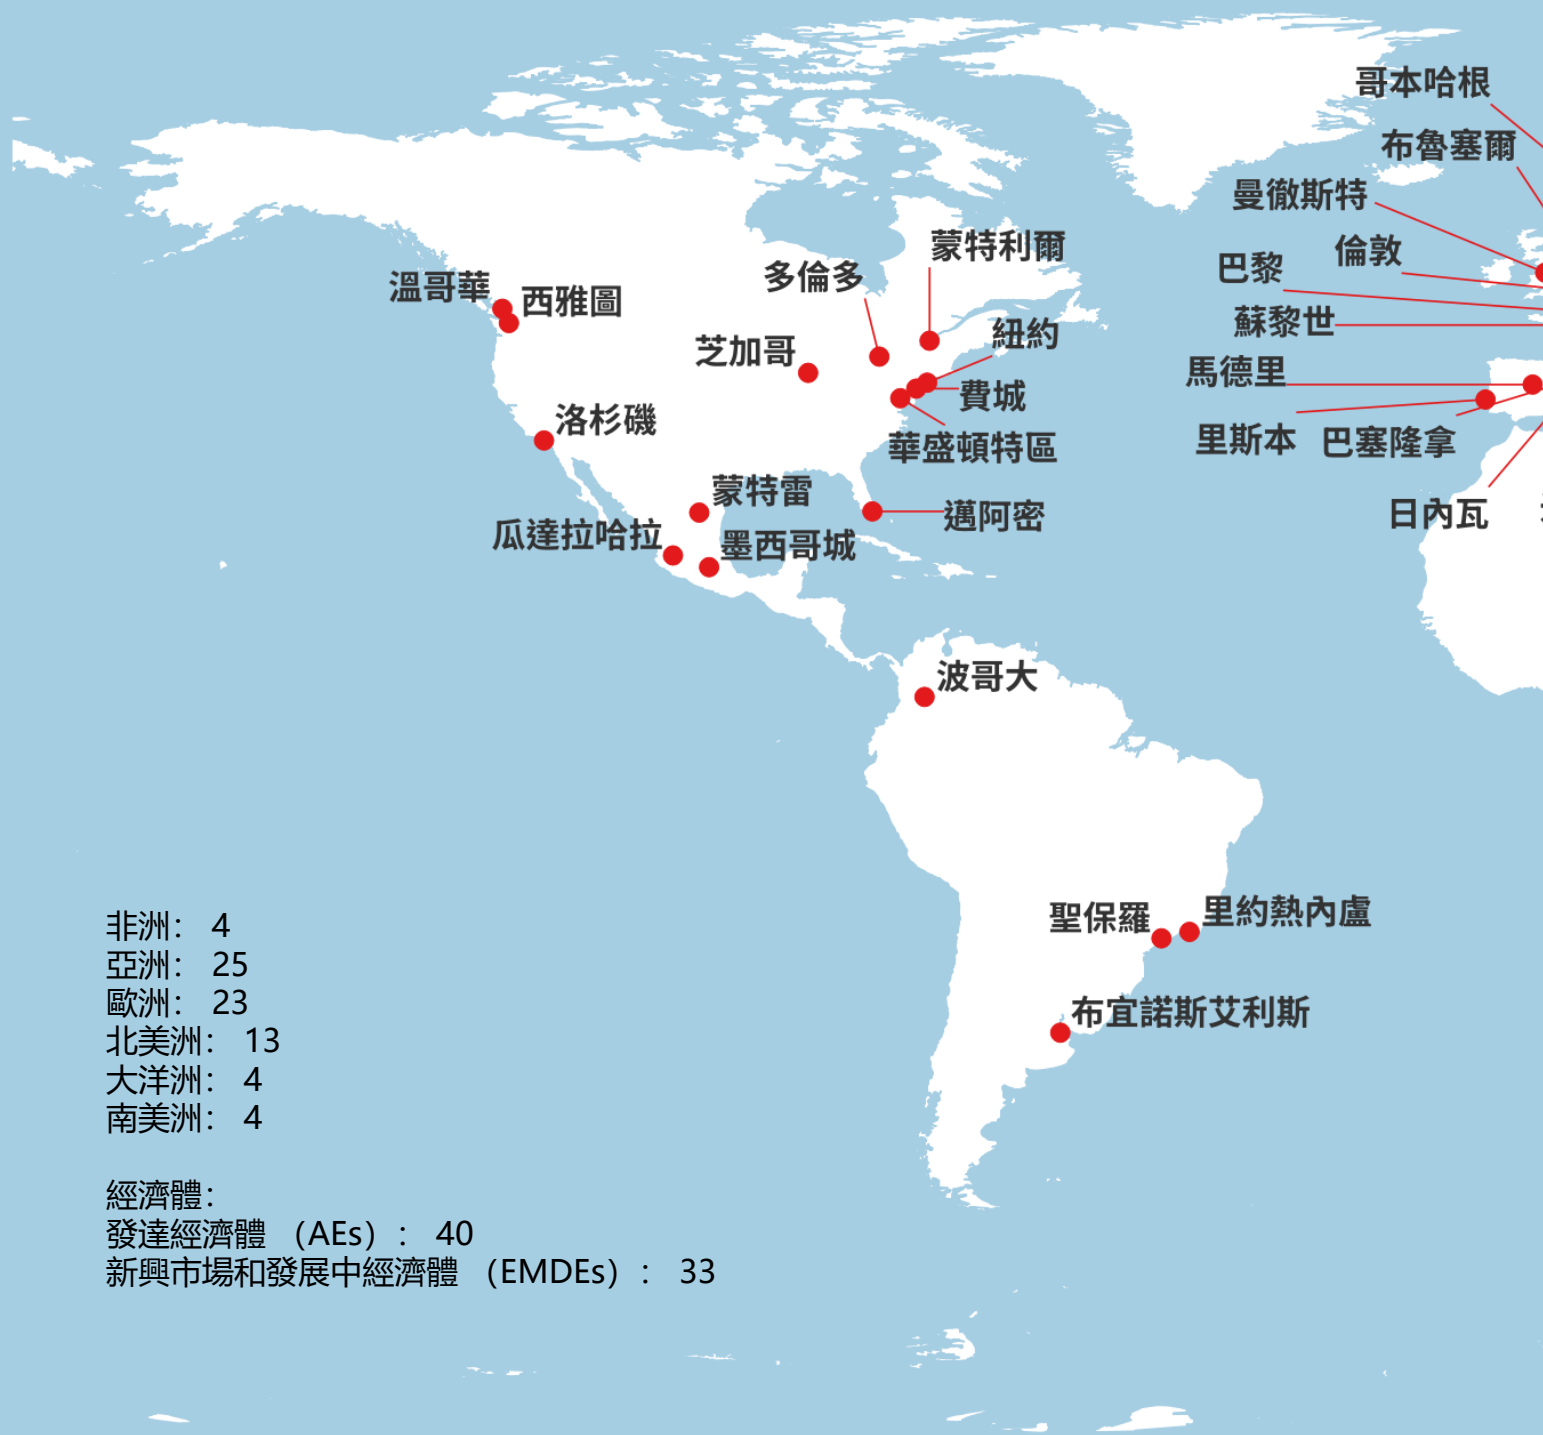 哥本哈根
布魯塞爾
曼徹斯特
倫敦
巴黎
蘇黎世
馬德里
里斯本
巴塞隆拿
日內瓦
蒙特利爾
多倫多
溫哥華
西雅圖
紐約
芝加哥
費城
洛杉磯
華盛頓特區
蒙特雷
邁阿密
瓜達拉哈拉
墨西哥城
波哥大
聖保羅
里約熱內盧
布宜諾斯艾利斯
非洲： 4
亞洲： 25
歐洲： 23
北美洲： 13
大洋洲： 4
南美洲： 4
經濟體：
發達經濟體 （AEs）： 40
新興市場和發展中經濟體 （EMDEs）： 33